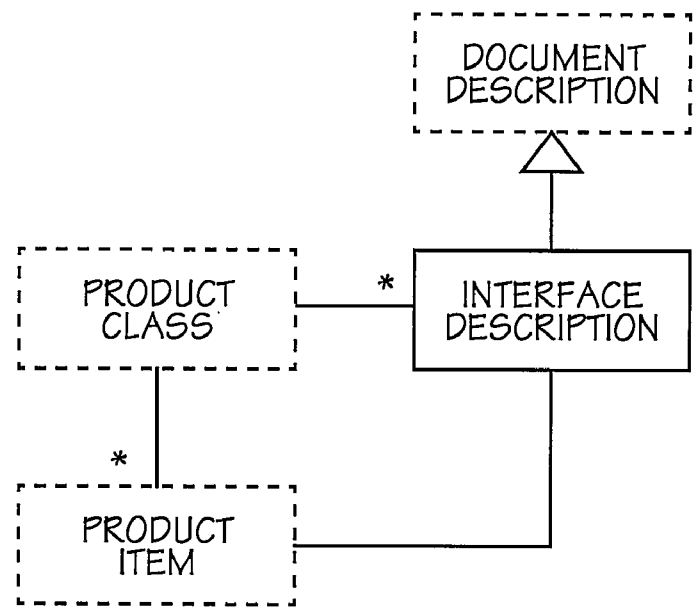 DOCUMENT
DESCRIPTION
PRODUCT
CLASS
*
INTERFACE
DESCRIPTION
*
PRODUCT
ITEM